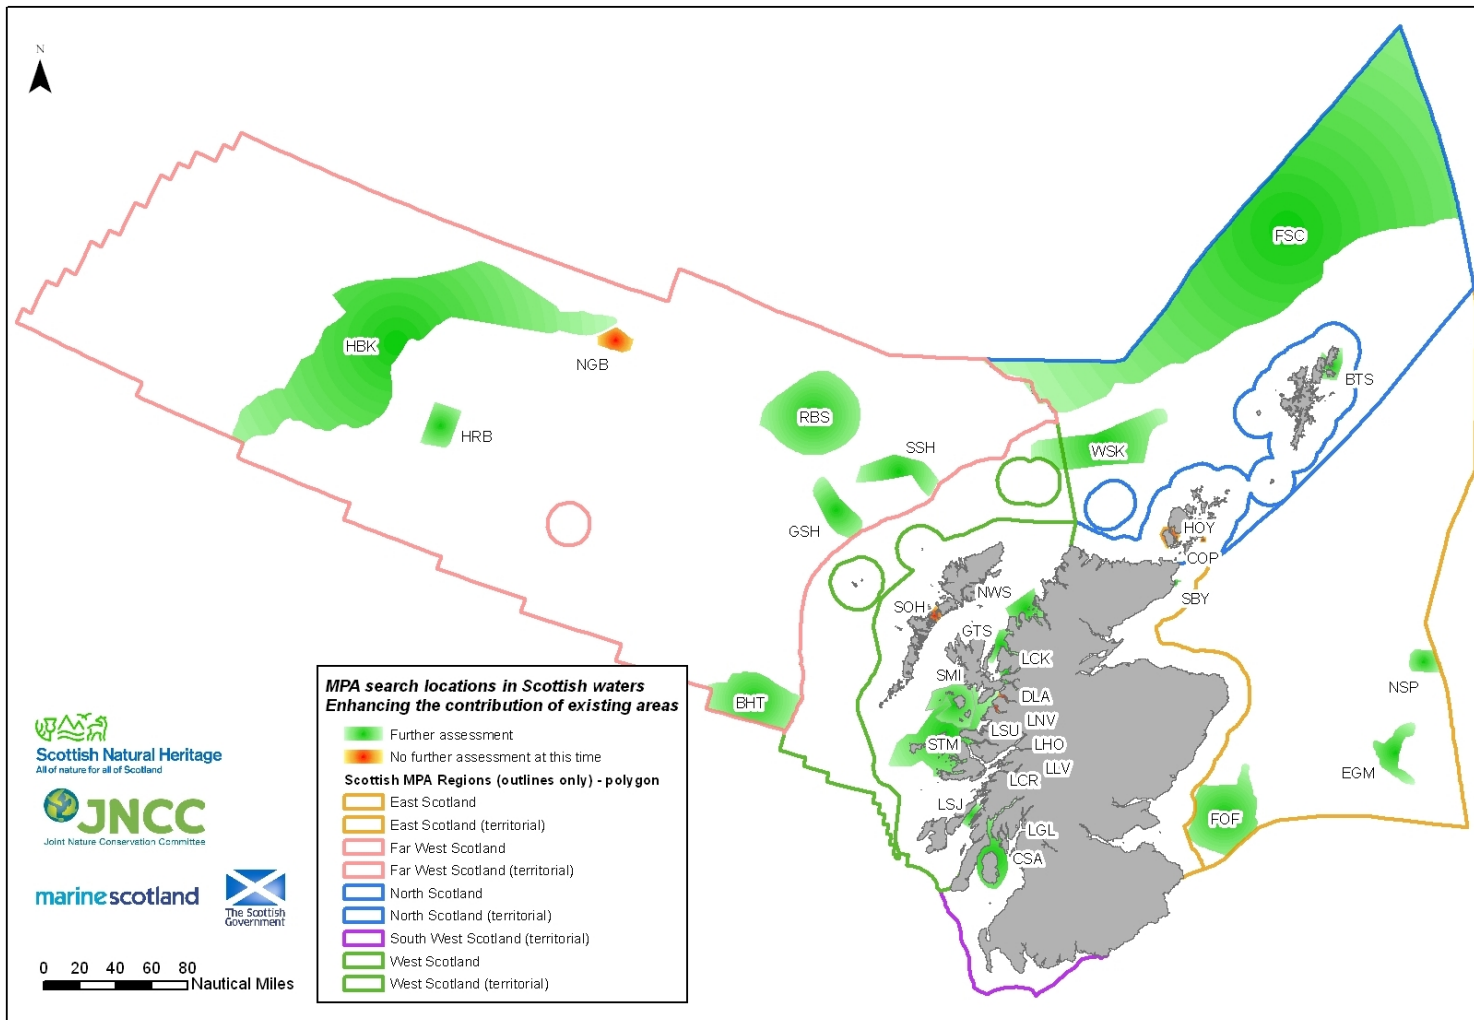 N
FSC
HBK
NGB
BTS
RBS
HRB
SSH
WSK
GSH
HOY
COP
NWS
SBY
SOH
GTS
LCK
SMI
NSP
DLA
BHT
LNV
LSU
STM
LHO
LLV
EGM
LCR
LSJ
FOF
LGL
CSA
MPA search locations in Scottish waters
Enhancing the contribution of existing areas
Further assessment
No further assessment at this time
Scottish MPA Regions (outlines only) - polygon
East Scotland
East Scotland (territorial)
Far West Scotland
Far West Scotland (territorial)
North Scotland
North Scotland (territorial)
South West Scotland (territorial)
West Scotland
West Scotland (territorial)
Scottish Natural Heritage
All of nature for all of Scotland
JNCC
Joint Nature Conservation Committee
marinescotland
The Scottish
Government
0 20 40 60 80
Nautical Miles